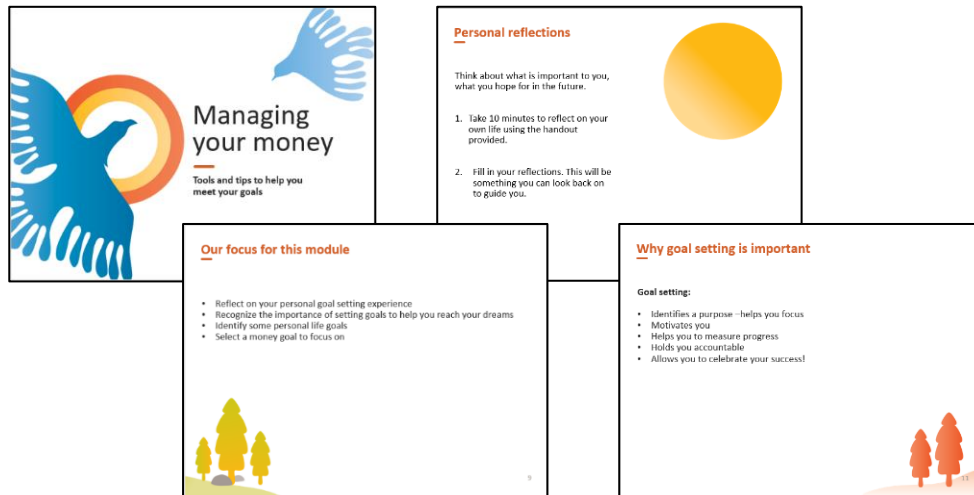 Managing
your money
Tools and tips to help you
meet your goals
Personal reflections
Think about what is important to you,
what you hope for in the future.
1. Take 10 minutes to reflect on your
own life using the handout
provided.
2. Fill in your reflections. This will be
something you can look back on
to guide you.
Our focus for this module
• Reflect on your personal goal setting experience
• Recognize the importance of setting goals to help you reach your dreams
• Identify some personal life goals
• Select a money goal to focus on
9
Why goal setting is important
Goal setting:
• Identifies a purpose –helps you focus
• Motivates you
• Helps you to measure progress
• Holds you accountable
• Allows you to celebrate your success!
11